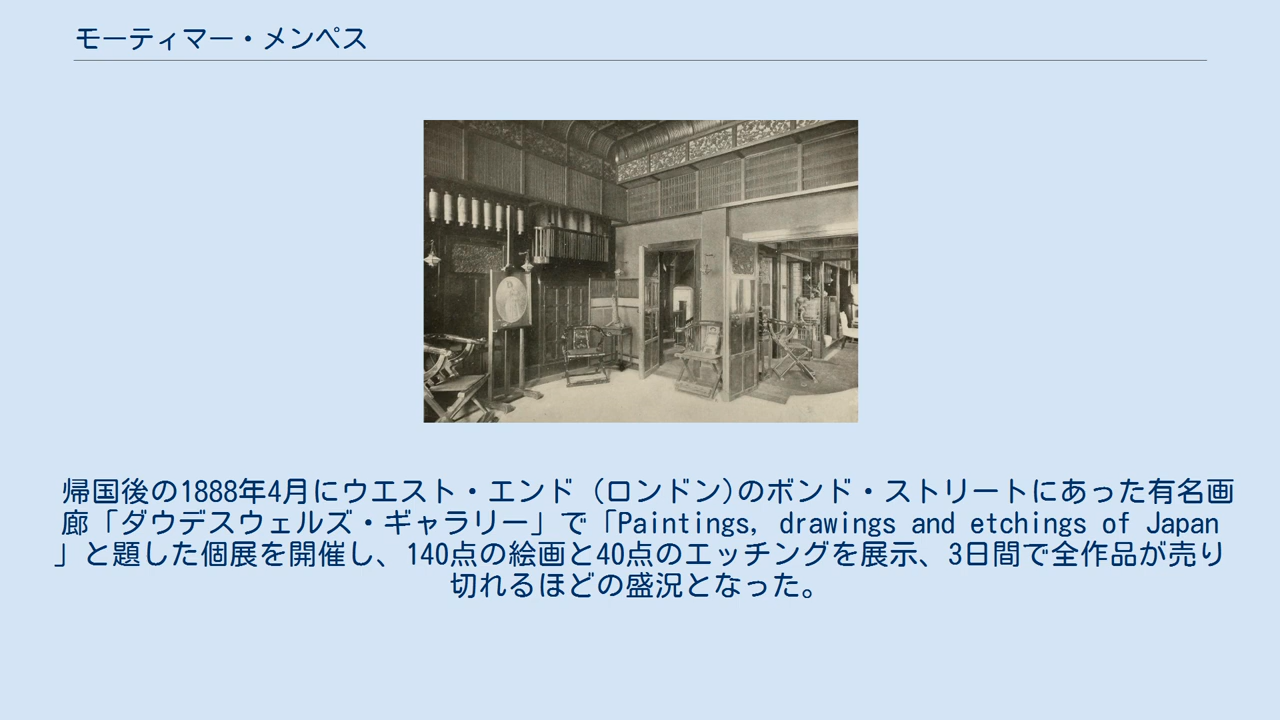 モーティマー・メンペス
帰国後の1888年4月にウエスト・エンド (ロンドン)のボンド・ストリートにあった有名画
廊「ダウデスウェルズ・ギャラリー」で「Paintings, drawings and etchings of Japan
」と題した個展を開催し、140点の絵画と40点のエッチングを展示、3日間で全作品が売り
切れるほどの盛況となった。